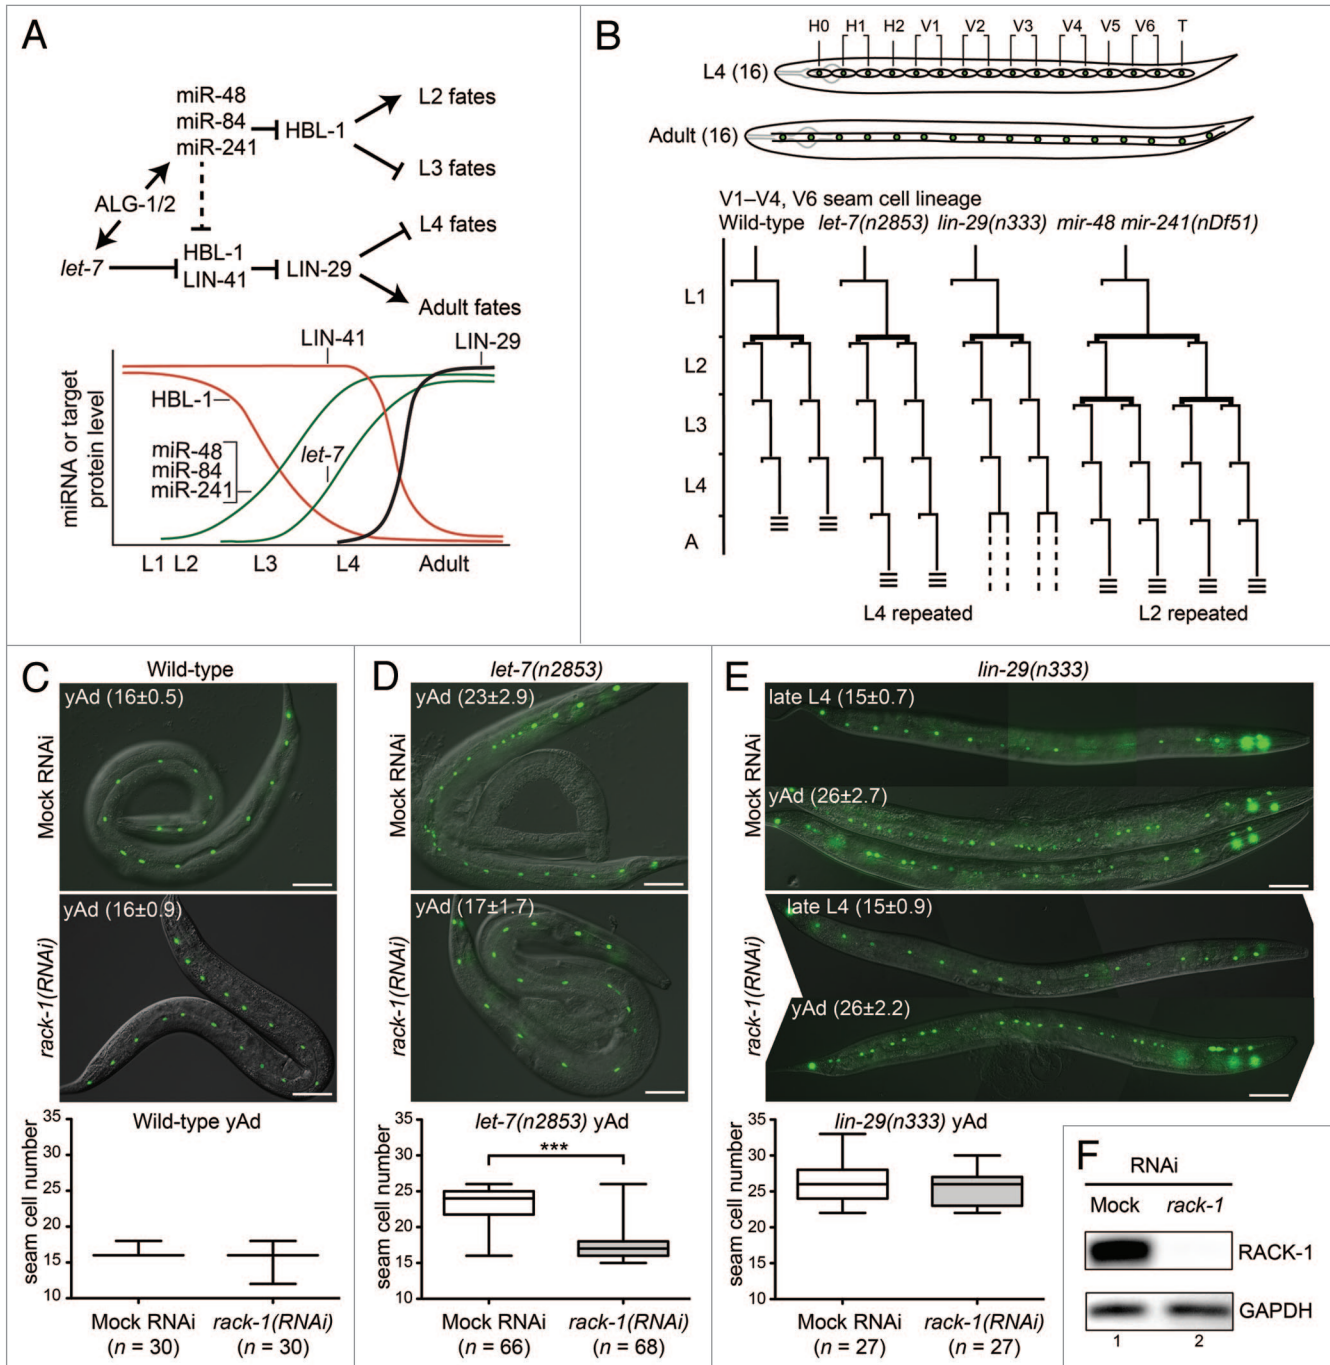 A
miR-48
miR-84
miR-241
HBL-1
L2 fates
L3 fates
ALG-1/2
let-7
HBL-1
LIN-41
LIN-29
L4 fates
Adult fates
miRNA or target
protein level
LIN-41
LIN-29
HBL-1
miR-48
miR-84
miR-241
let-7
L1 L2 L3 L4 Adult
B
H0 H1 H2 V1 V2 V3 V4 V5 V6 T
L4 (16)
Adult (16)
V1–V4, V6 seam cell lineage
Wild-type let-7(n2853) lin-29(n333) mir-48 mir-241(nDf51)
L1
L2
L3
L4
A
L4 repeated
L2 repeated
C
Wild-type
Mock RNAi
yAd (16±0.5)
rack-1(RNAi)
yAd (16±0.9)
Wild-type yAd
seam cell number
35
30
25
20
15
10
Mock RNAi rack-1(RNAi)
(n = 30) (n = 30)
D
let-7(n2853)
Mock RNAi
yAd (23±2.9)
rack-1(RNAi)
yAd (17±1.7)
let-7(n2853) yAd
***
seam cell number
35
30
25
20
15
10
Mock RNAi rack-1(RNAi)
(n = 66) (n = 68)
E
lin-29(n333)
Mock RNAi
late L4 (15±0.7)
yAd (26±2.7)
rack-1(RNAi)
late L4 (15±0.9)
yAd (26±2.2)
lin-29(n333) yAd
seam cell number
35
30
25
20
15
10
Mock RNAi rack-1(RNAi)
(n = 27) (n = 27)
F
RNAi
Mock rack-1
RACK-1
GAPDH
1 2